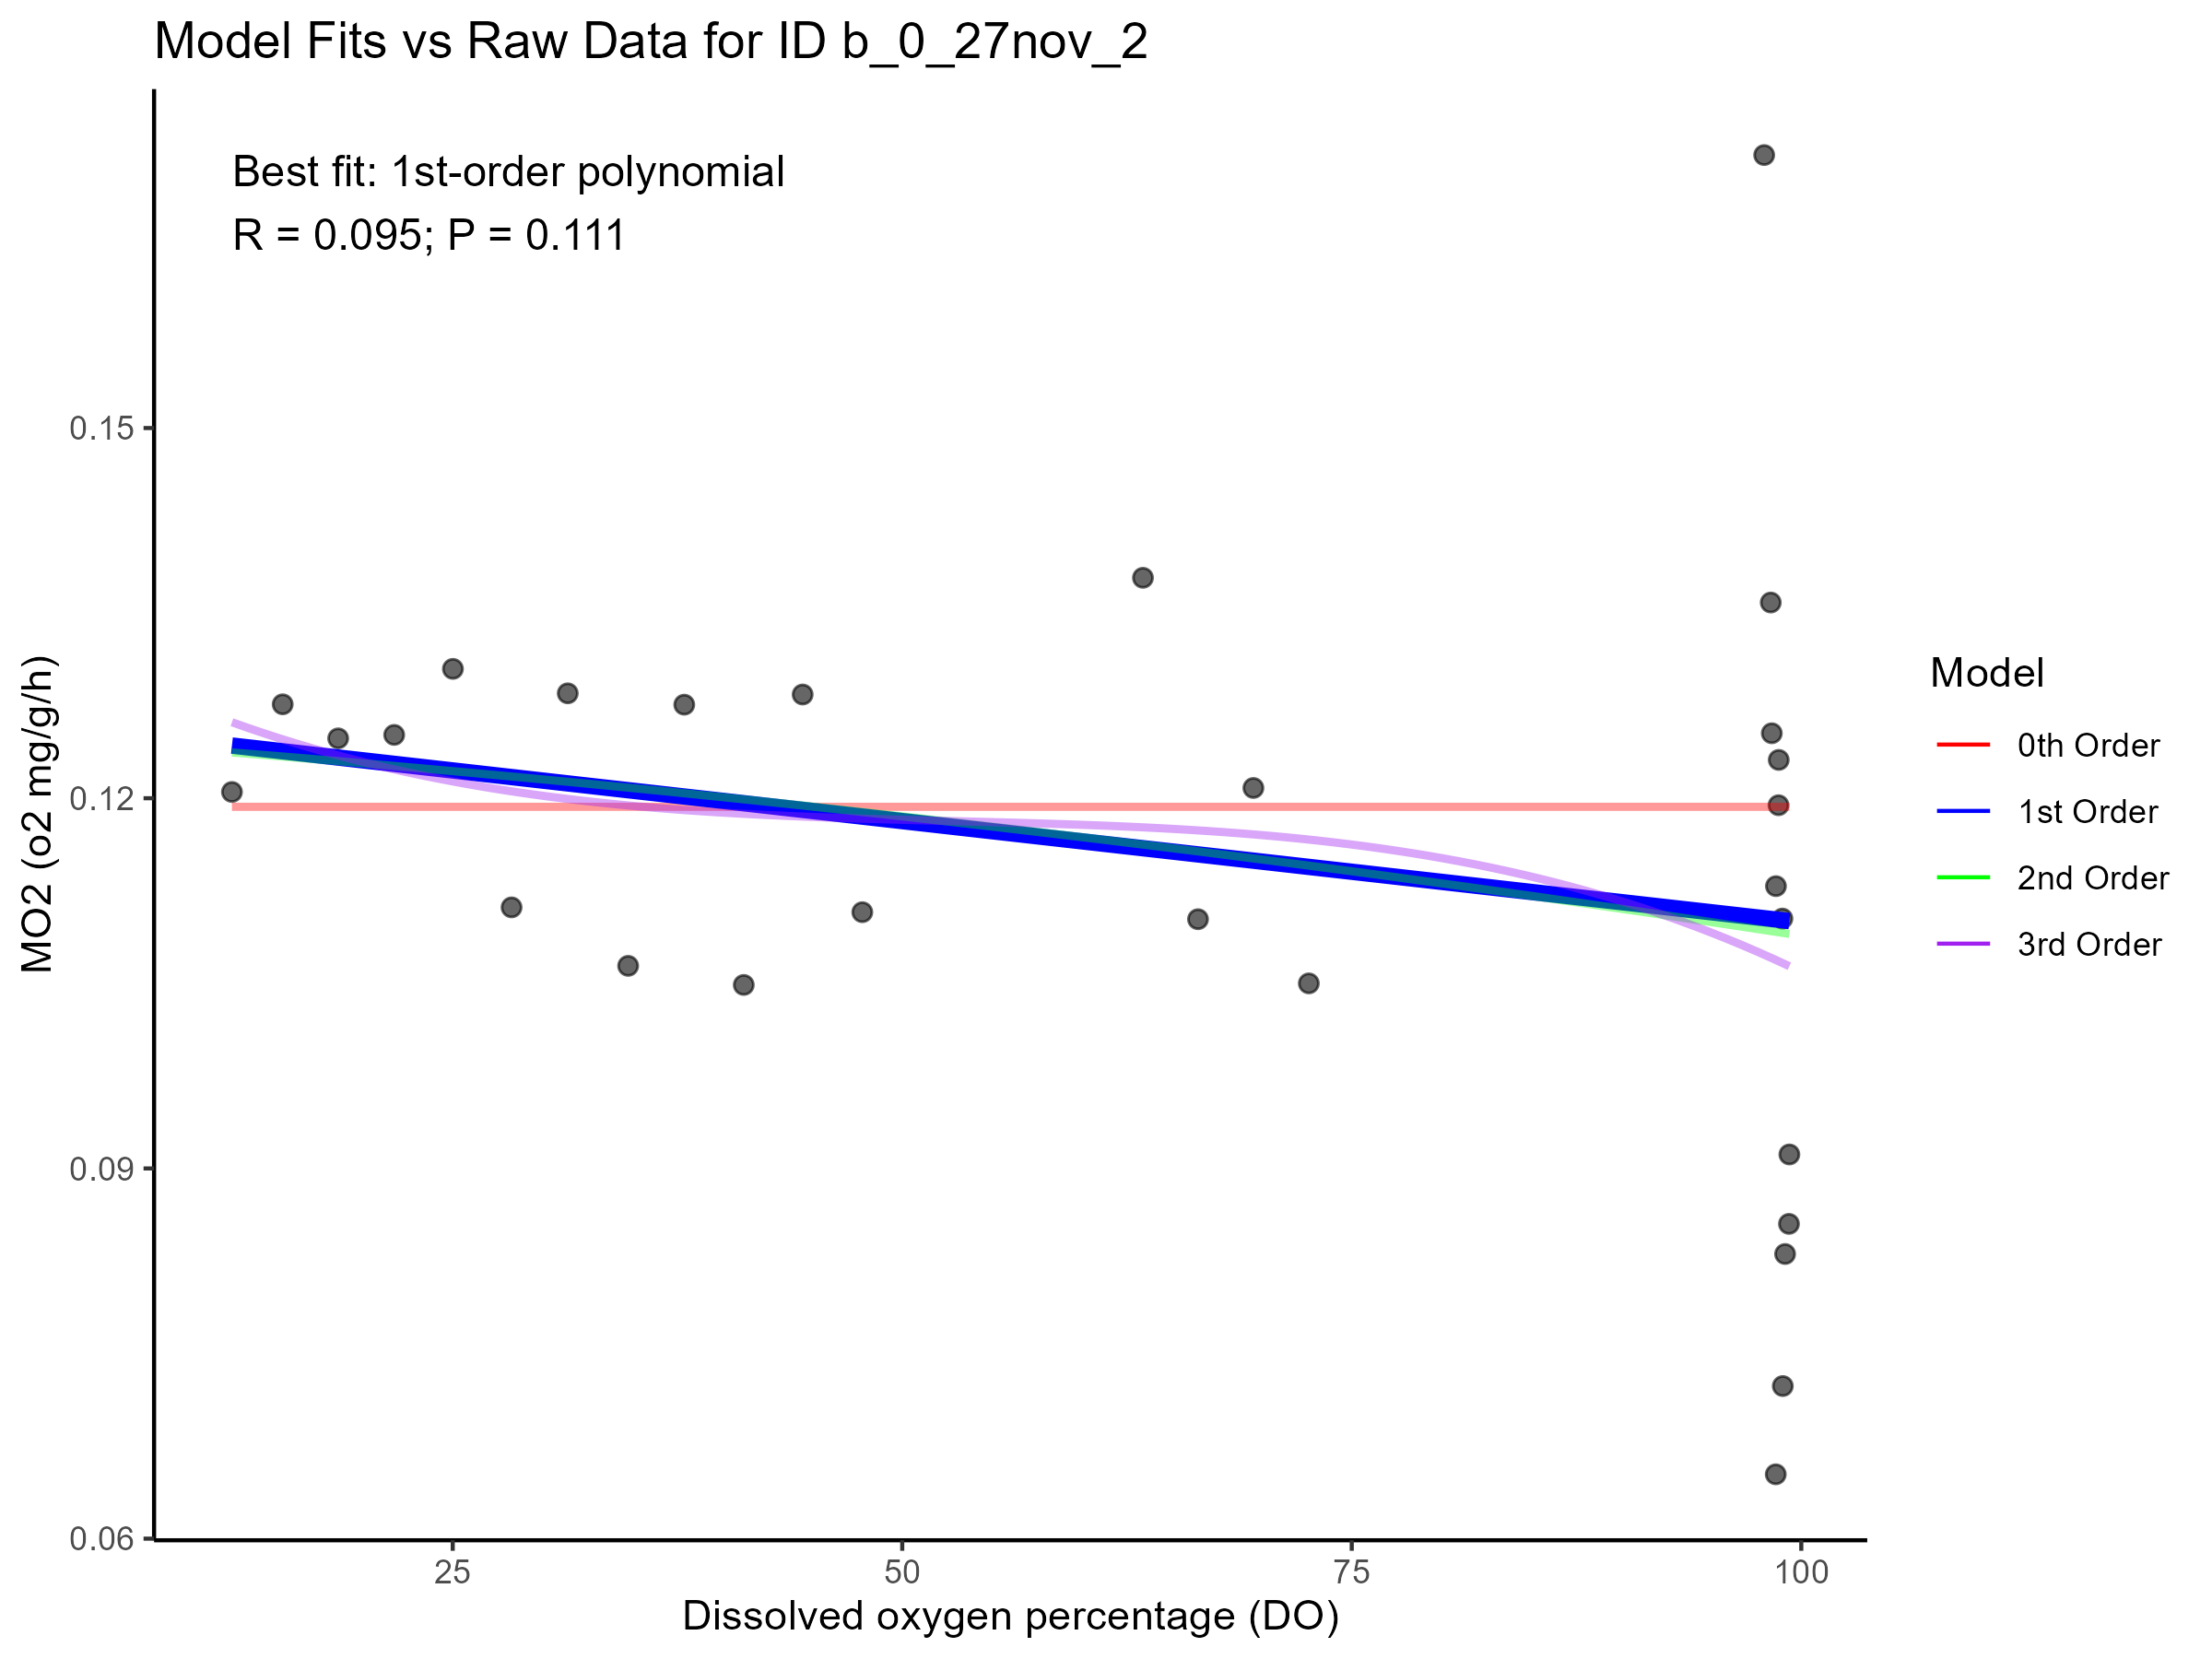 Model Fits vs Raw Data for ID b_0_27nov_2
Best fit: 1st-order polynomial
R = 0.095; P = 0.111
0.15
0.12
0.09
0.06
MO2 (o2 mg/g/h)
25
50
75
100
Dissolved oxygen percentage (DO)
Model
0th Order
1st Order
2nd Order
3rd Order